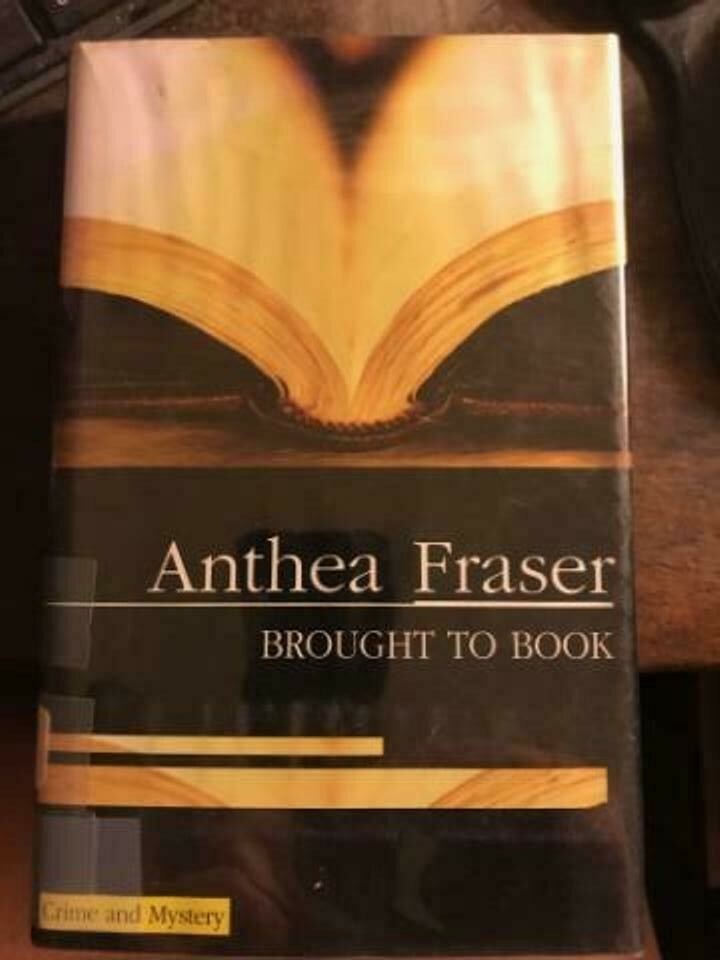 Anthea Fraser
BROUGHT TO BOOK
Crime and Mystery